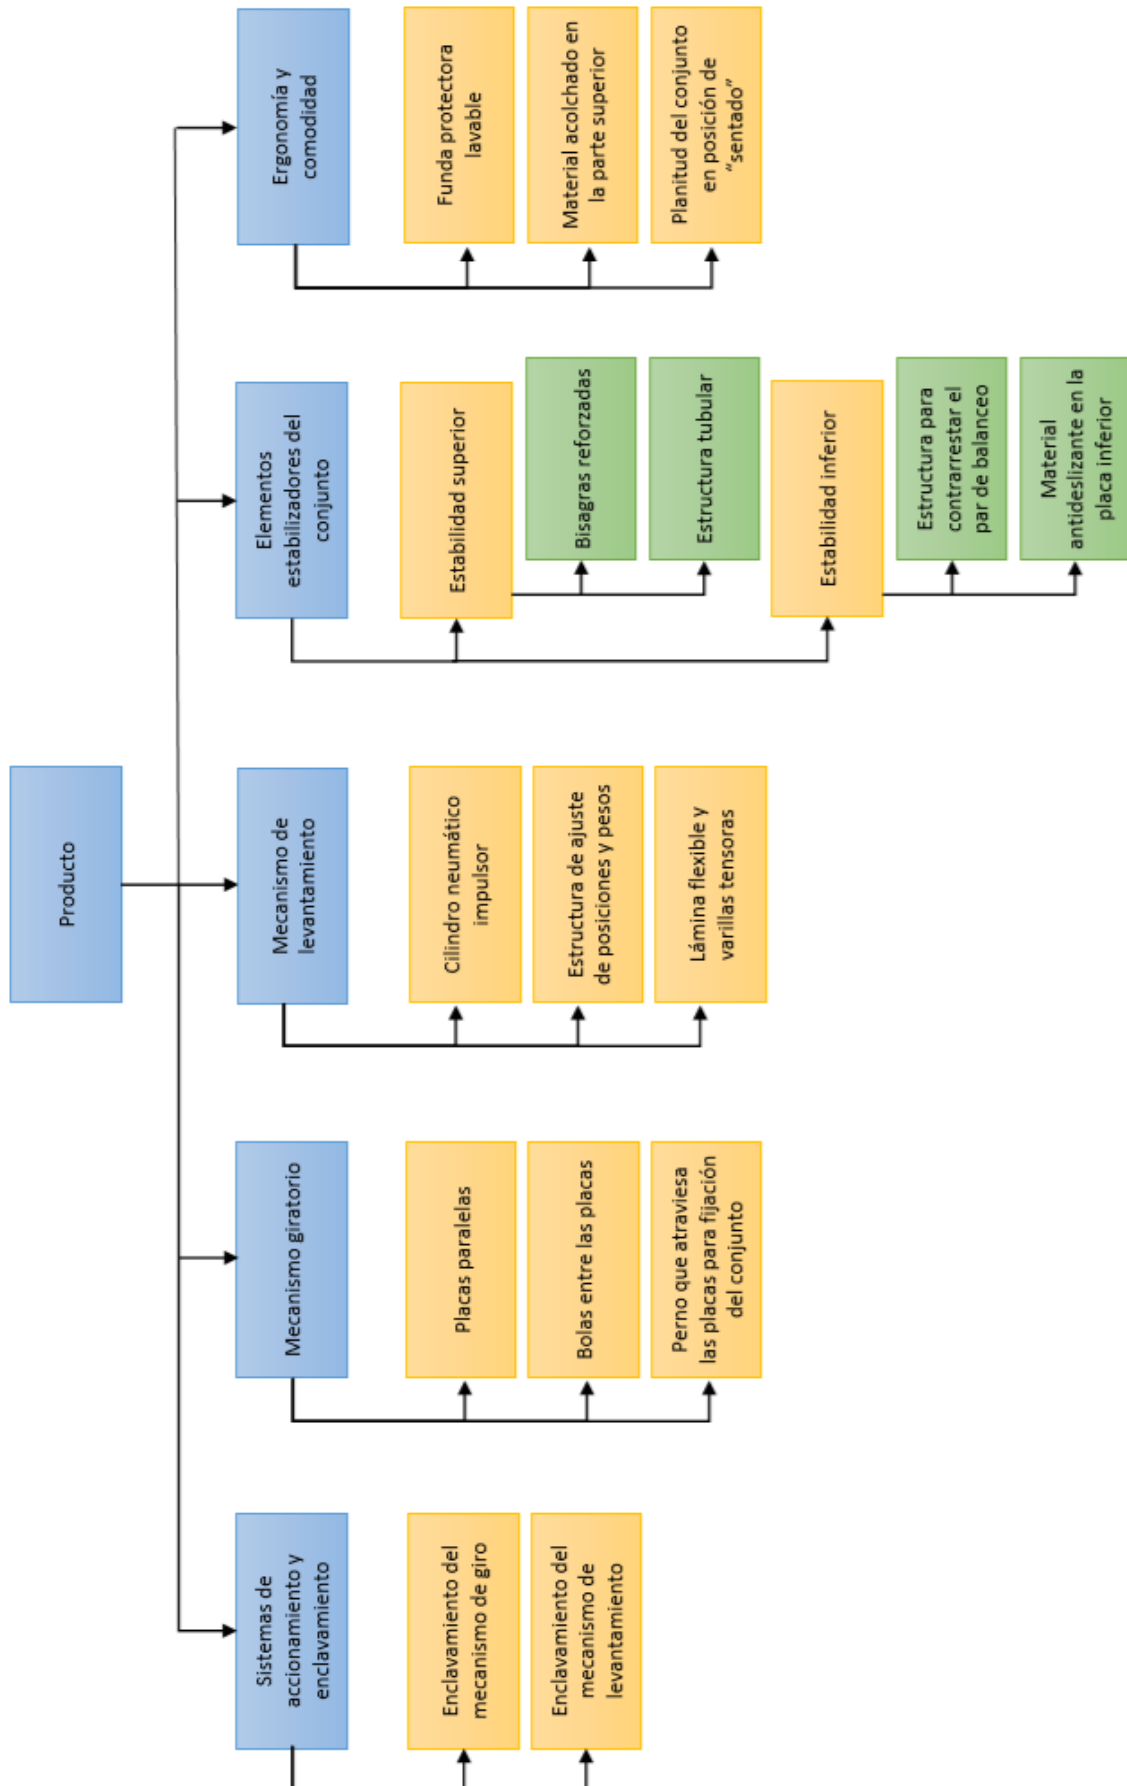 Producto
Sistemas de
accionamiento y
enclavamiento
Enclavamiento del
mecanismo de giro
Enclavamiento del
mecanismo de
levantamiento
Mecanismo giratorio
Placas paralelas
Bolas entre las placas
Perno que atraviesa
las placas para fijación
del conjunto
Mecanismo de
levantamiento
Cilindro neumático
impulsor
Estructura de ajuste
de posiciones y pesos
Lámina flexible y
varillas tensoras
Elementos
estabilizadores del
conjunto
Estabilidad superior
Bisagras reforzadas
Estructura tubular
Estabilidad inferior
Estructura para
contrarrestar el
par de balanceo
Material
antideslizante en la
placa inferior
Ergonomía y
comodidad
Funda protectora
lavable
Material acolchado en
la parte superior
Planitud del conjunto
en posición de
“sentado”